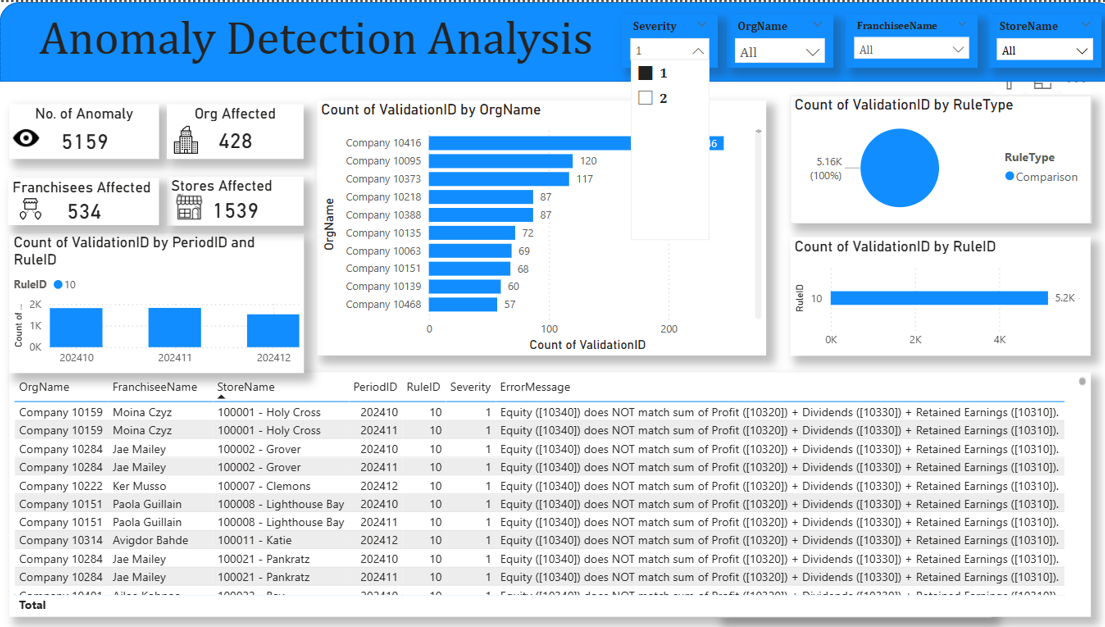 Anomaly Detection Analysis
Severity
1
1
2
OrgName
All
FranchiseeName
All
StoreName
All
No. of Anomaly
5159
Org Affected
428
Franchisees Affected
534
Stores Affected
1539
Count of ValidationID by PeriodID and
RuleID
RuleID 10
Count of ...
2K
1K
0K
202410 202411 202412
Count of ValidationID by OrgName
OrgName
Company 10416
Company 10095 120
Company 10373 117
Company 10218 87
Company 10388 87
Company 10135 72
Company 10063 69
Company 10151 68
Company 10139 60
Company 10468 57
0 100 200
Count of ValidationID
Count of ValidationID by RuleType
5.16K
(100%)
RuleType
Comparison
Count of ValidationID by RuleID
RuleID
10 5.2K
0K 2K 4K
OrgName FranchiseeName StoreName PeriodID RuleID Severity ErrorMessage
Company 10159 Moina Czyz 100001 - Holy Cross 202410 10 1 Equity ([10340]) does NOT match sum of Profit ([10320]) + Dividends ([10330]) + Retained Earnings ([10310]).
Company 10159 Moina Czyz 100001 - Holy Cross 202411 10 1 Equity ([10340]) does NOT match sum of Profit ([10320]) + Dividends ([10330]) + Retained Earnings ([10310]).
Company 10284 Jae Mailey 100002 - Grover 202410 10 1 Equity ([10340]) does NOT match sum of Profit ([10320]) + Dividends ([10330]) + Retained Earnings ([10310]).
Company 10284 Jae Mailey 100002 - Grover 202411 10 1 Equity ([10340]) does NOT match sum of Profit ([10320]) + Dividends ([10330]) + Retained Earnings ([10310]).
Company 10222 Ker Musso 100007 - Clemons 202412 10 1 Equity ([10340]) does NOT match sum of Profit ([10320]) + Dividends ([10330]) + Retained Earnings ([10310]).
Company 10151 Paola Guillain 100008 - Lighthouse Bay 202410 10 1 Equity ([10340]) does NOT match sum of Profit ([10320]) + Dividends ([10330]) + Retained Earnings ([10310]).
Company 10151 Paola Guillain 100008 - Lighthouse Bay 202411 10 1 Equity ([10340]) does NOT match sum of Profit ([10320]) + Dividends ([10330]) + Retained Earnings ([10310]).
Company 10314 Avigdor Bahde 100011 - Katie 202412 10 1 Equity ([10340]) does NOT match sum of Profit ([10320]) + Dividends ([10330]) + Retained Earnings ([10310]).
Company 10284 Jae Mailey 100021 - Pankratz 202410 10 1 Equity ([10340]) does NOT match sum of Profit ([10320]) + Dividends ([10330]) + Retained Earnings ([10310]).
Company 10284 Jae Mailey 100021 - Pankratz 202411 10 1 Equity ([10340]) does NOT match sum of Profit ([10320]) + Dividends ([10330]) + Retained Earnings ([10310]).
Total